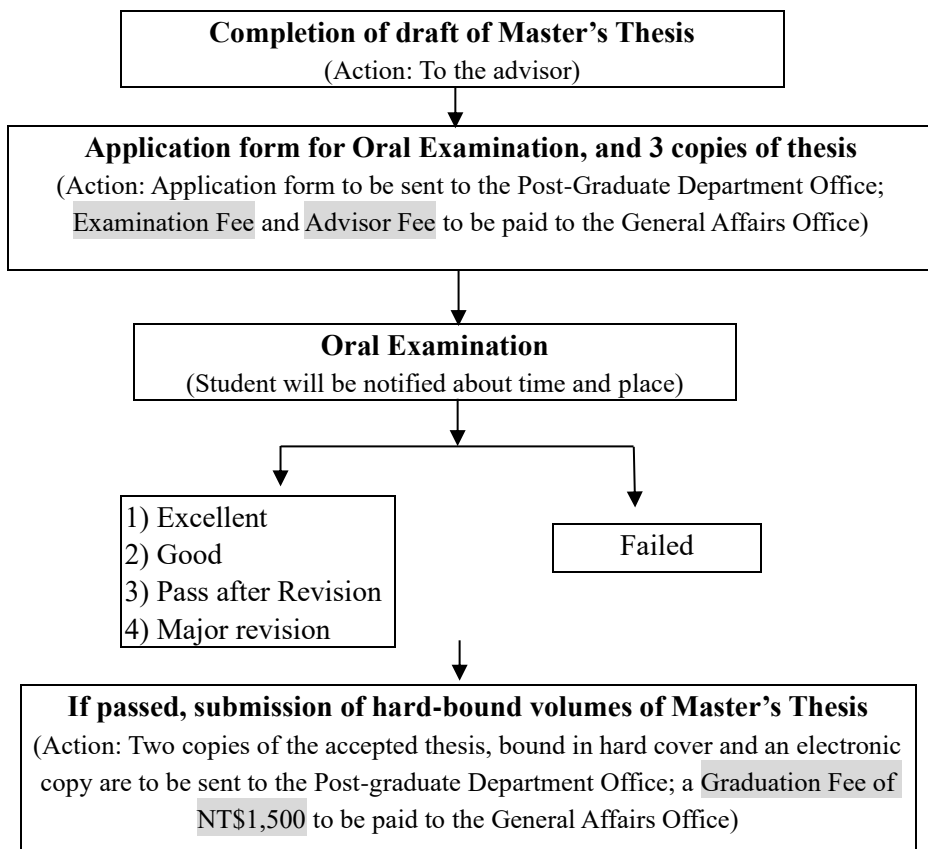 Completion of draft of Master’s Thesis
(Action: To the advisor)
Application form for Oral Examination, and 3 copies of thesis
(Action: Application form to be sent to the Post-Graduate Department Office;
Examination Fee and Advisor Fee to be paid to the General Affairs Office)
Oral Examination
(Student will be notified about time and place)
1) Excellent
2) Good
3) Pass after Revision
4) Major revision
Failed
If passed, submission of hard-bound volumes of Master’s Thesis
(Action: Two copies of the accepted thesis, bound in hard cover and an electronic
copy are to be sent to the Post-graduate Department Office; a Graduation Fee of
NT$1,500 to be paid to the General Affairs Office)